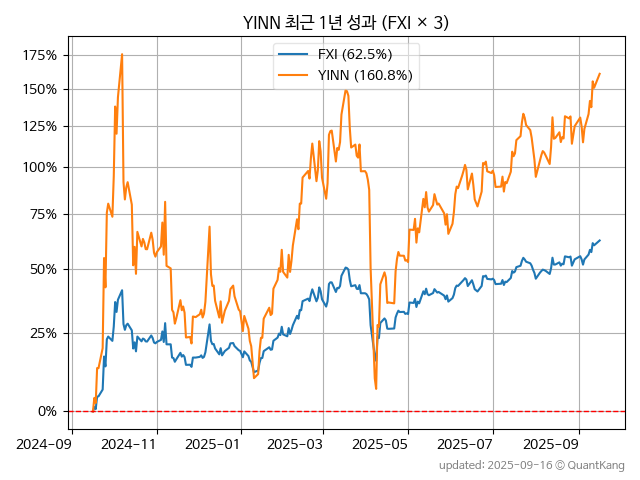 YINN 최근 1년 성과 (FXI × 3)
FXI (62.5%)
YINN (160.8%)
175%
150%
125%
100%
75%
50%
25%
0%
2024-09 2024-11 2025-01 2025-03 2025-05 2025-07 2025-09
updated: 2025-09-16 © QuantKang